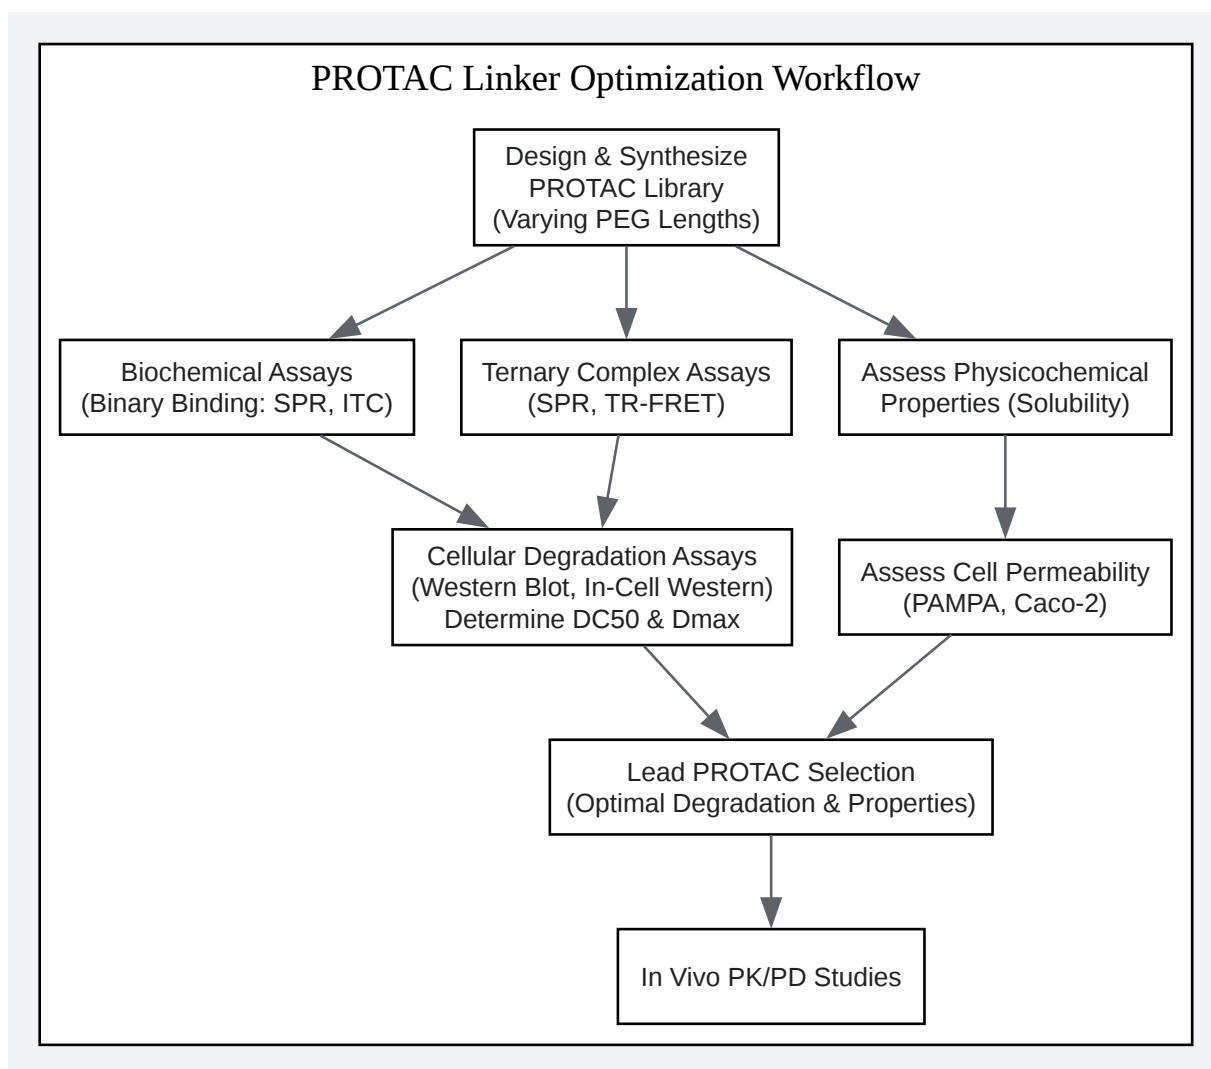 PROTAC Linker Optimization Workflow
Design & Synthesize
PROTAC Library
(Varying PEG Lengths)
Biochemical Assays
(Binary Binding: SPR, ITC)
Ternary Complex Assays
(SPR, TR-FRET)
Assess Physicochemical
Properties (Solubility)
Cellular Degradation Assays
(Western Blot, In-Cell Western)
Determine DC50 & Dmax
Assess Cell Permeability
(PAMPA, Caco-2)
Lead PROTAC Selection
(Optimal Degradation & Properties)
In Vivo PK/PD Studies